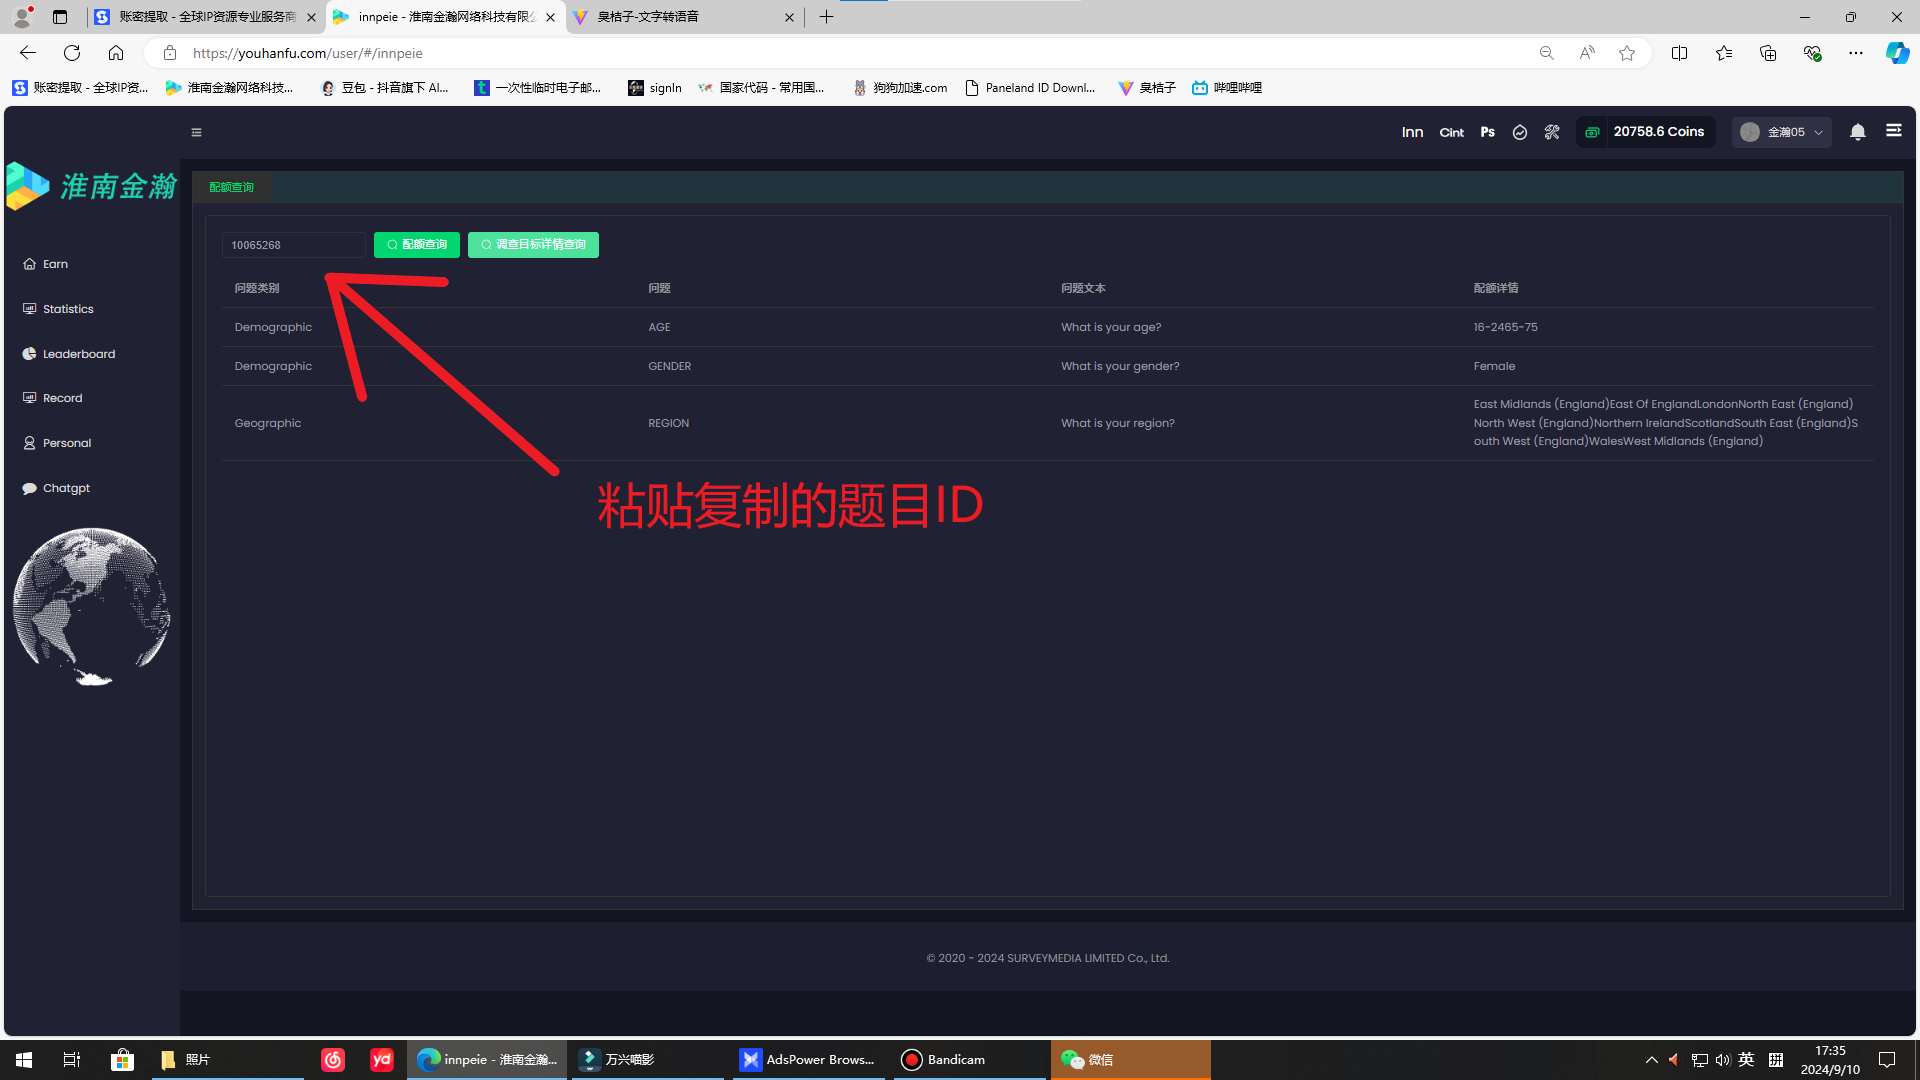 账密提取 - 全球IP资源专业服务商
innpeie - 淮南金瀚网络科技有限公
臭桔子-文字转语音
https://youhanfu.com/user/#/innpeie
账密提取 - 全球IP资...
淮南金瀚网络科技...
豆包 - 抖音旗下 AI...
一次性临时电子邮...
signIn
国家代码 - 常用国...
狗狗加速.com
Paneland ID Downl...
臭桔子
哔哩哔哩
Inn
Cint
Ps
20758.6 Coins
金瀚05
淮南金瀚
配额查询
10065268
配额查询
调查目标详情查询
Earn
Statistics
Leaderboard
Record
Personal
Chatgpt
问题类别
问题
问题文本
配额详情
Demographic
AGE
What is your age?
16-2465-75
Demographic
GENDER
What is your gender?
Female
Geographic
REGION
What is your region?
East Midlands (England)East Of EnglandLondonNorth East (England)
North West (England)Northern IrelandScotlandSouth East (England)S
outh West (England)WalesWest Midlands (England)
粘贴复制的题目ID
© 2020 - 2024 SURVEYMEDIA LIMITED Co., Ltd.
照片
yd
innpeie - 淮南金瀚...
万兴喵影
AdsPower Brows...
Bandicam
微信
英
拼
17:35
2024/9/10